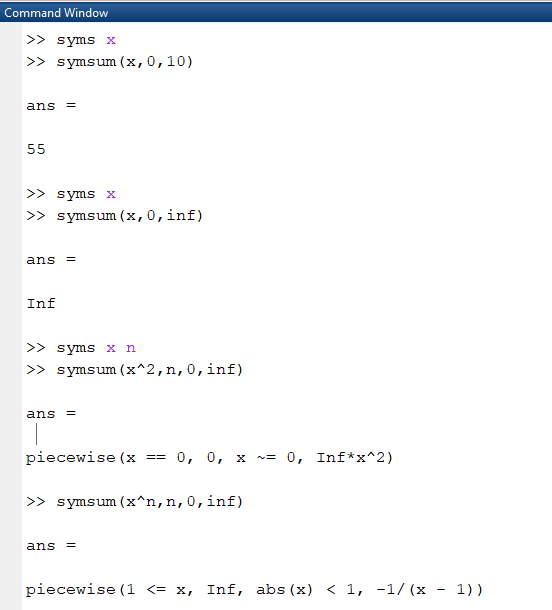 Command Window
>> syms x
>> symsum(x,0,10)
ans =
55
>> syms x
>> symsum(x,0,inf)
ans =
Inf
>> syms x n
>> symsum(x^2,n,0,inf)
ans =
piecewise(x == 0, 0, x ~= 0, Inf*x^2)
>> symsum(x^n,n,0,inf)
ans =
piecewise(1 <= x, Inf, abs(x) < 1, -1/(x - 1))